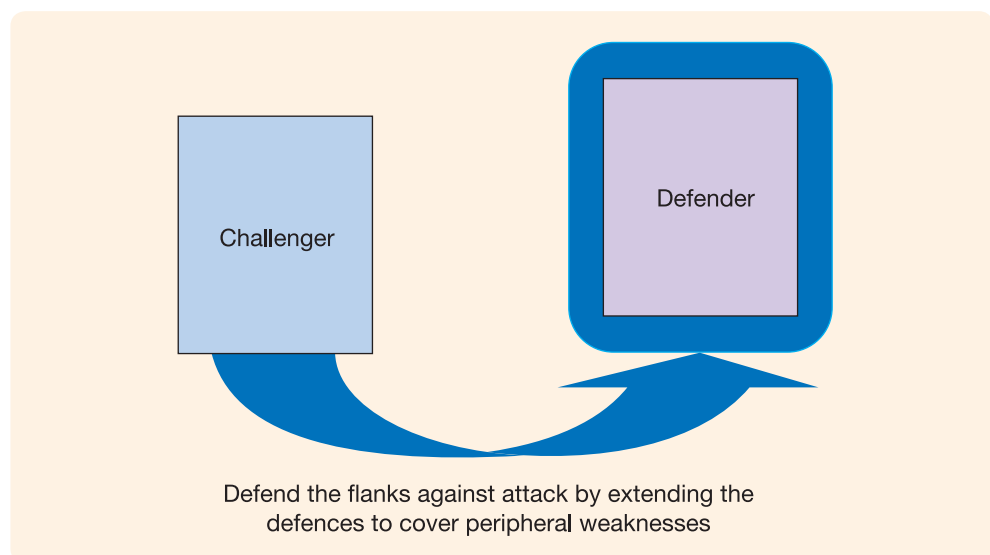 Challenger
Defender
Defend the flanks against attack by extending the
defences to cover peripheral weaknesses